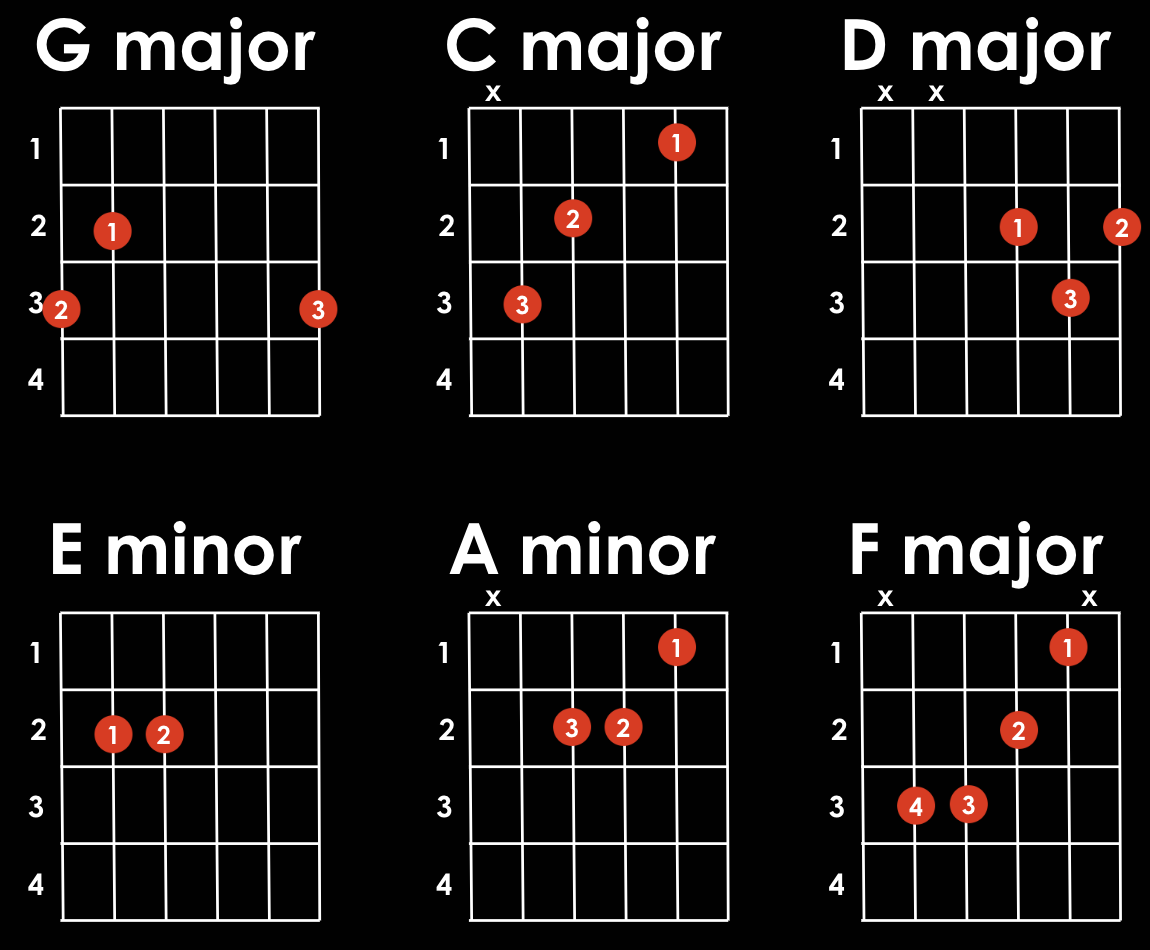 G major C major D major
x x x
1 1 1 1
2 1 2 2 2 1 2
3 2 3 3 3 3 3
4 4 4
E minor A minor F major
x x x
1 1 1 1 1
2 1 2 2 3 2 2 2
3 3 3 4 3
4 4 4